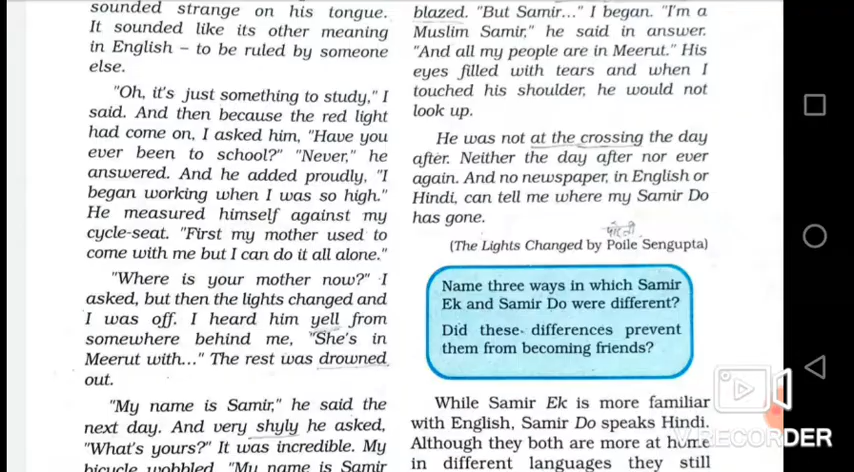 sounded strange on his tongue.
It sounded like its other meaning
in English – to be ruled by someone
else.
"Oh, it's just something to study," I
said. And then because the red light
had come on, I asked him, "Have you
ever been to school?" "Never," he
answered. And he added proudly, "I
began working when I was so high."
He measured himself against my
cycle-seat. "First my mother used to
come with me but I can do it all alone."
"Where is your mother now?" I
asked, but then the lights changed and
I was off. I heard him yell from
somewhere behind me, "She's in
Meerut with..." The rest was drowned
out.
"My name is Samir," he said the
next day. And very shyly he asked,
"What's yours?" It was incredible. My
bicycle wobbled. "My name is Samir
blazed. "But Samir..." I began. "I'm a
Muslim Samir," he said in answer.
"And all my people are in Meerut." His
eyes filled with tears and when I
touched his shoulder, he would not
look up.
He was not at the crossing the day
after. Neither the day after nor ever
again. And no newspaper, in English or
Hindi, can tell me where my Samir Do
has gone.
(The Lights Changed by Poile Sengupta)
Name three ways in which Samir
Ek and Samir Do were different?
Did these differences prevent
them from becoming friends?
While Samir Ek is more familiar
with English, Samir Do speaks Hindi.
Although they both are more at home
in different languages they still
V.RECORDER